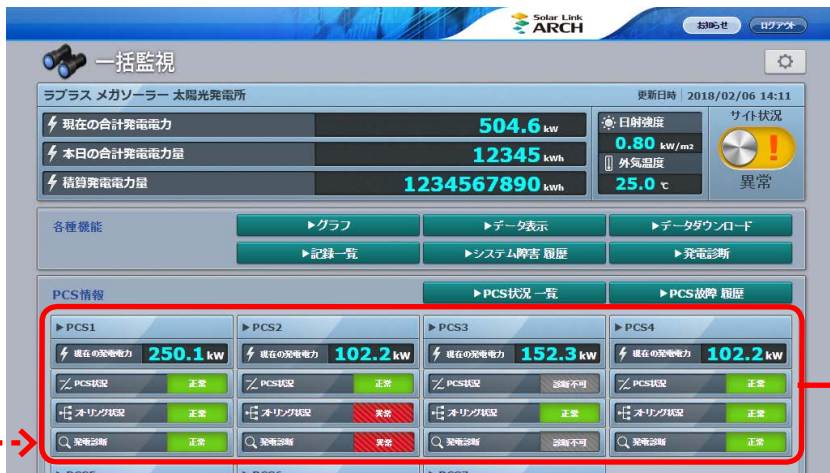 Solar Link
ARCH
お知らせ
ログアウト
一括監視
ラプラス メガソーラー 太陽光発電所
更新日時 2018/02/06 14:11
現在の合計発電電力 504.6 kw
本日の合計発電電力量 12345 kwh
積算発電電力量 1234567890 kwh
日射強度
0.80 kw/m2
外気温度
25.0 ℃
サイト状況
異常
各種機能
▶グラフ ▶データ表示 ▶データダウンロード
▶記録一覧 ▶システム障害 履歴 ▶発電診断
PCS情報
▶PCS状況 一覧 ▶PCS故障 履歴
▶PCS1 ▶PCS2 ▶PCS3 ▶PCS4
現在の発電電力 250.1 kw 現在の発電電力 102.2 kw 現在の発電電力 152.3 kw 現在の発電電力 102.2 kw
PCS状況 正常 PCS状況 正常 PCS状況 診断不可 PCS状況 正常
ストリング状況 正常 ストリング状況 異常 ストリング状況 正常 ストリング状況 正常
発電診断 正常 発電診断 異常 発電診断 診断不可 発電診断 正常